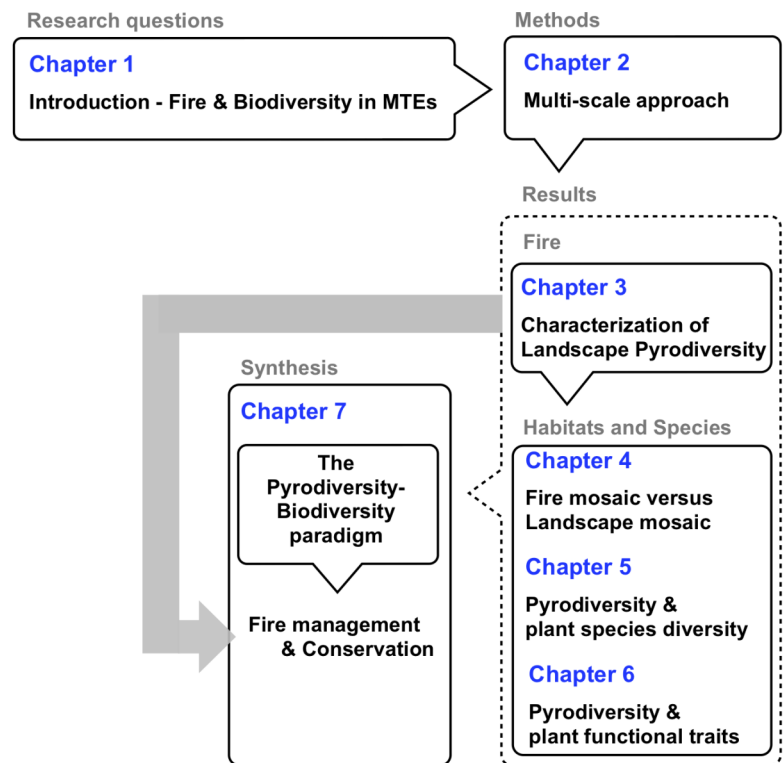 Research questions
Chapter 1
Introduction - Fire & Biodiversity in MTEs
Methods
Chapter 2
Multi-scale approach
Results
Fire
Chapter 3
Characterization of
Landscape Pyrodiversity
Habitats and Species
Chapter 4
Fire mosaic versus
Landscape mosaic
Chapter 5
Pyrodiversity &
plant species diversity
Chapter 6
Pyrodiversity &
plant functional traits
Synthesis
Chapter 7
The
Pyrodiversity-
Biodiversity
paradigm
Fire management
& Conservation